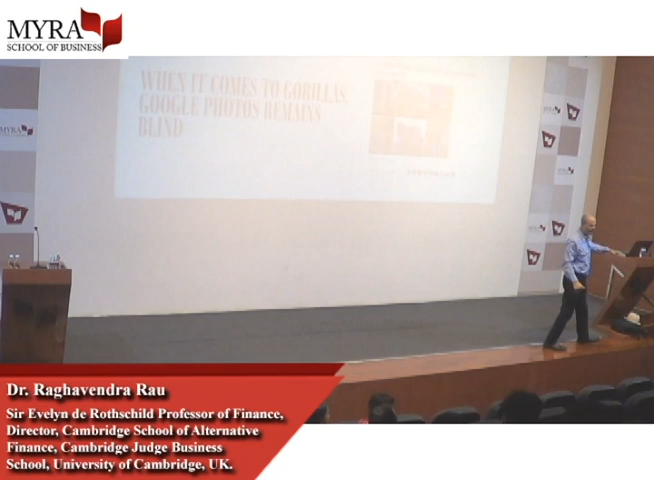 MYRA
SCHOOL OF BUSINESS
WHEN IT COMES TO GORILLAS,
GOOGLE PHOTOS REMAINS
BLIND
MYRA
Dr. Raghavendra Rau
Sir Evelyn de Rothschild Professor of Finance,
Director, Cambridge School of Alternative
Finance, Cambridge Judge Business
School, University of Cambridge, UK.